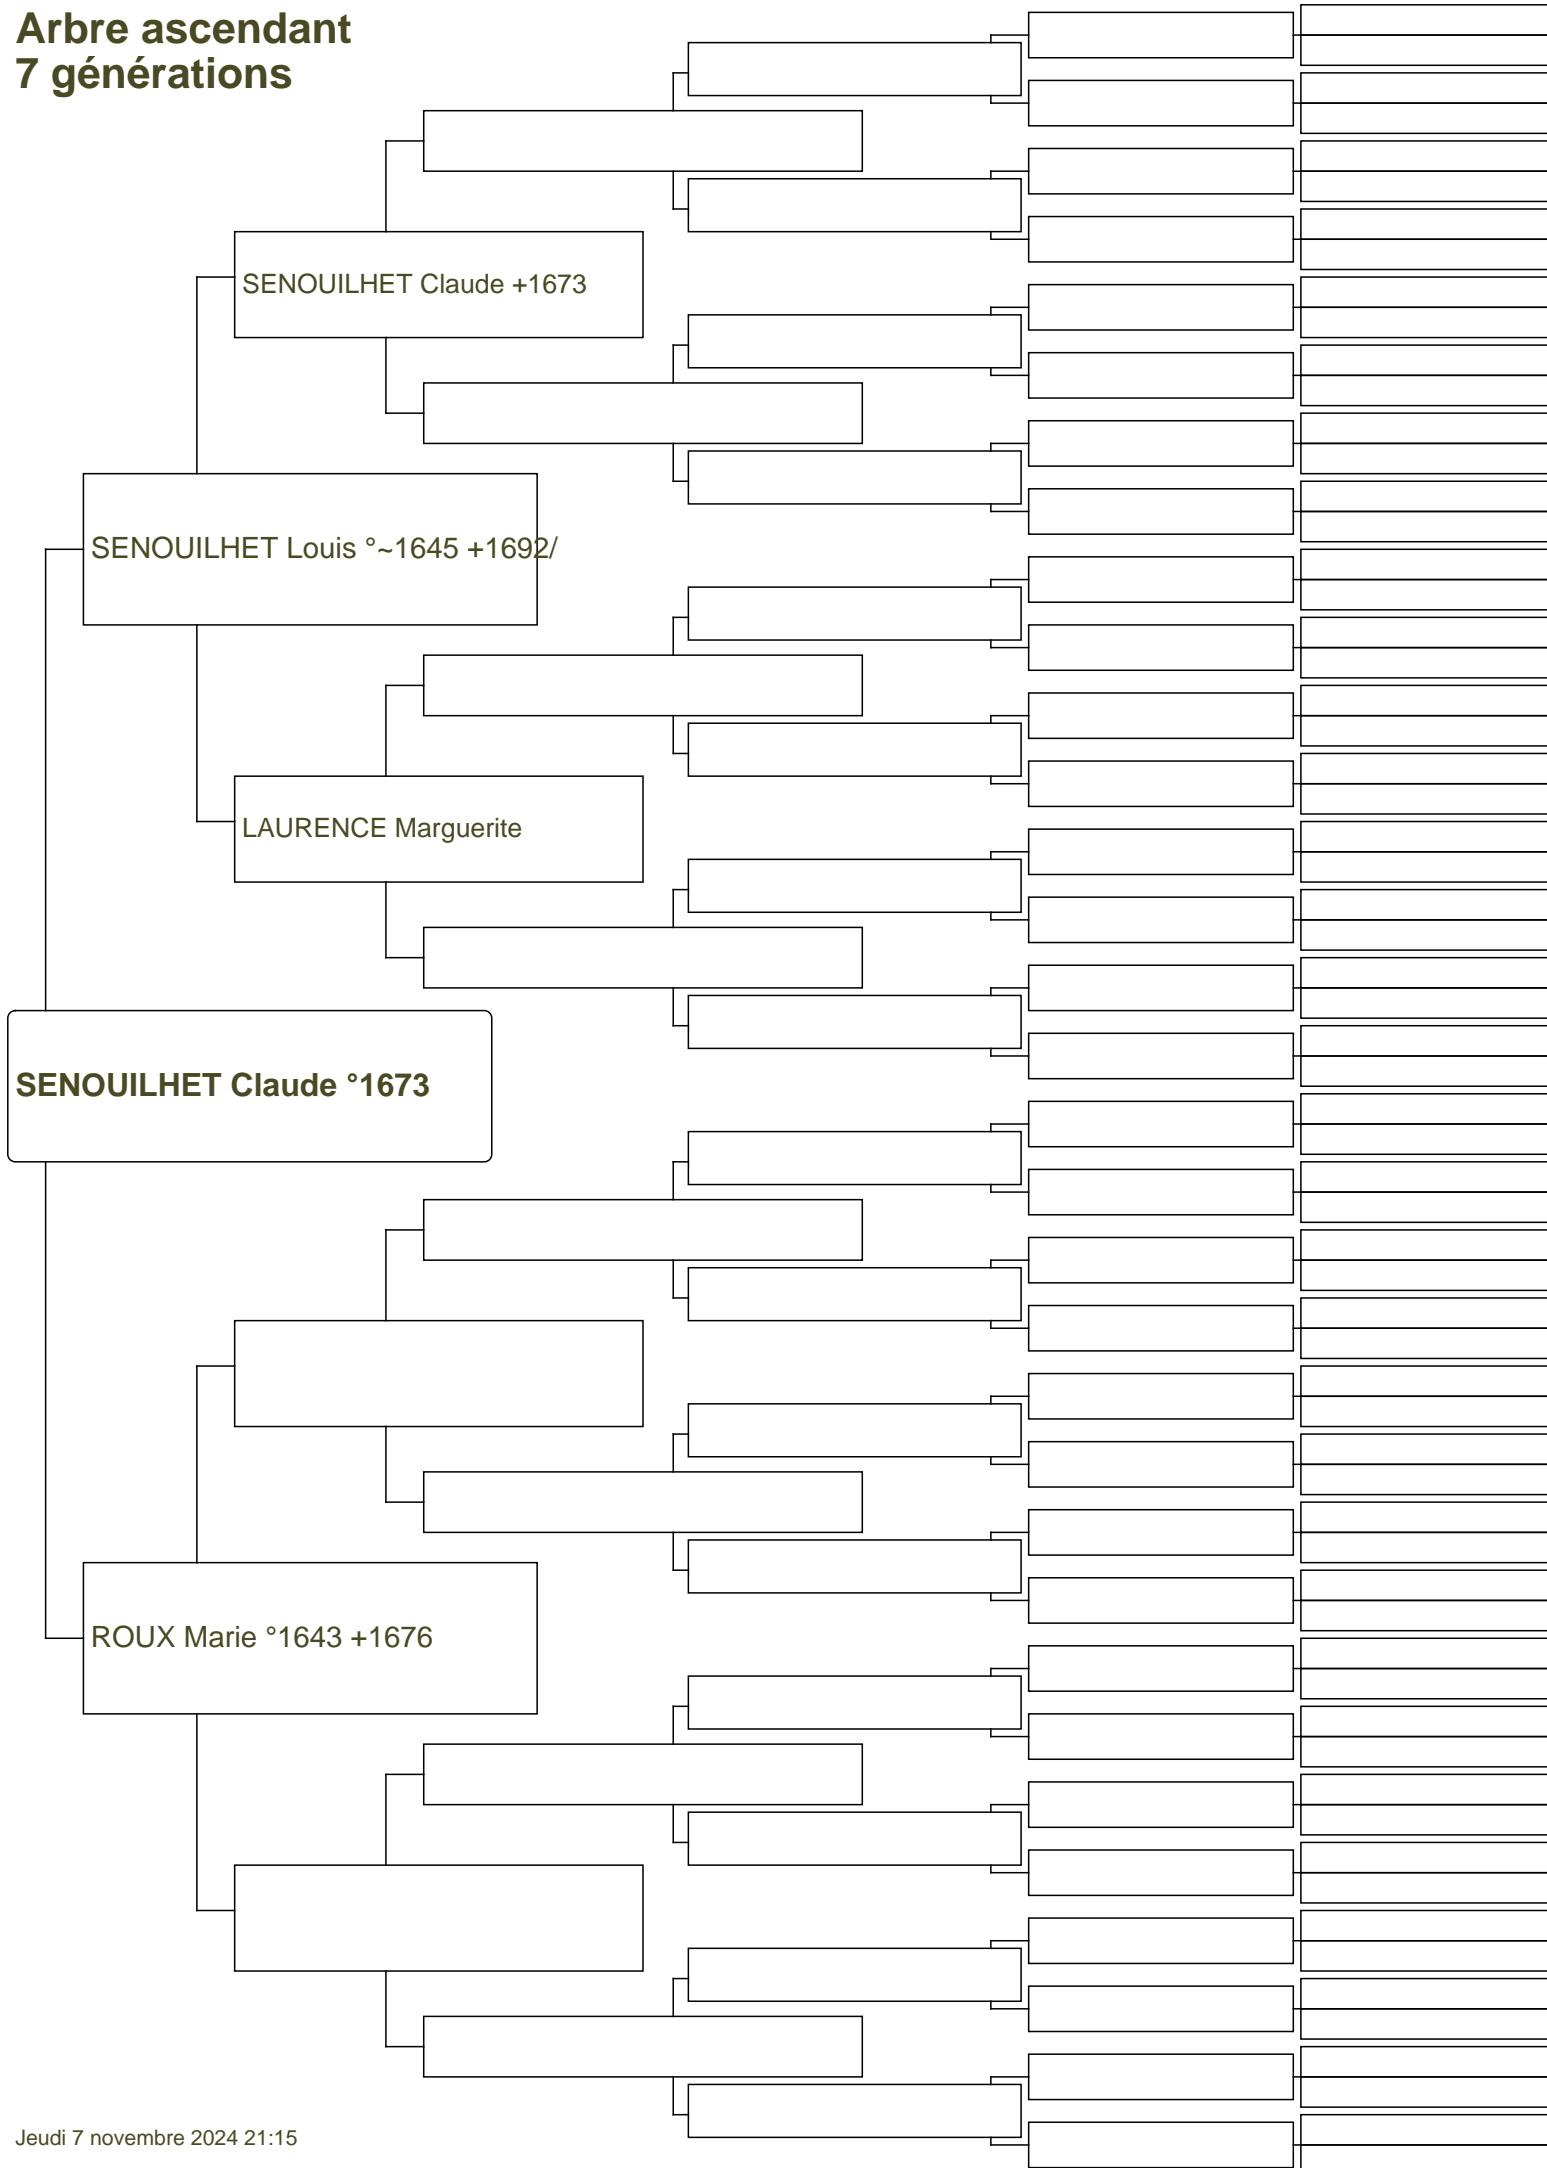 Arbre ascendant
7 générations
SENOUILHET Claude +1673
SENOUILHET Louis °~1645 +1692/
LAURENCE Marguerite
SENOUILHET Claude °1673
ROUX Marie °1643 +1676
Jeudi 7 novembre 2024 21:15